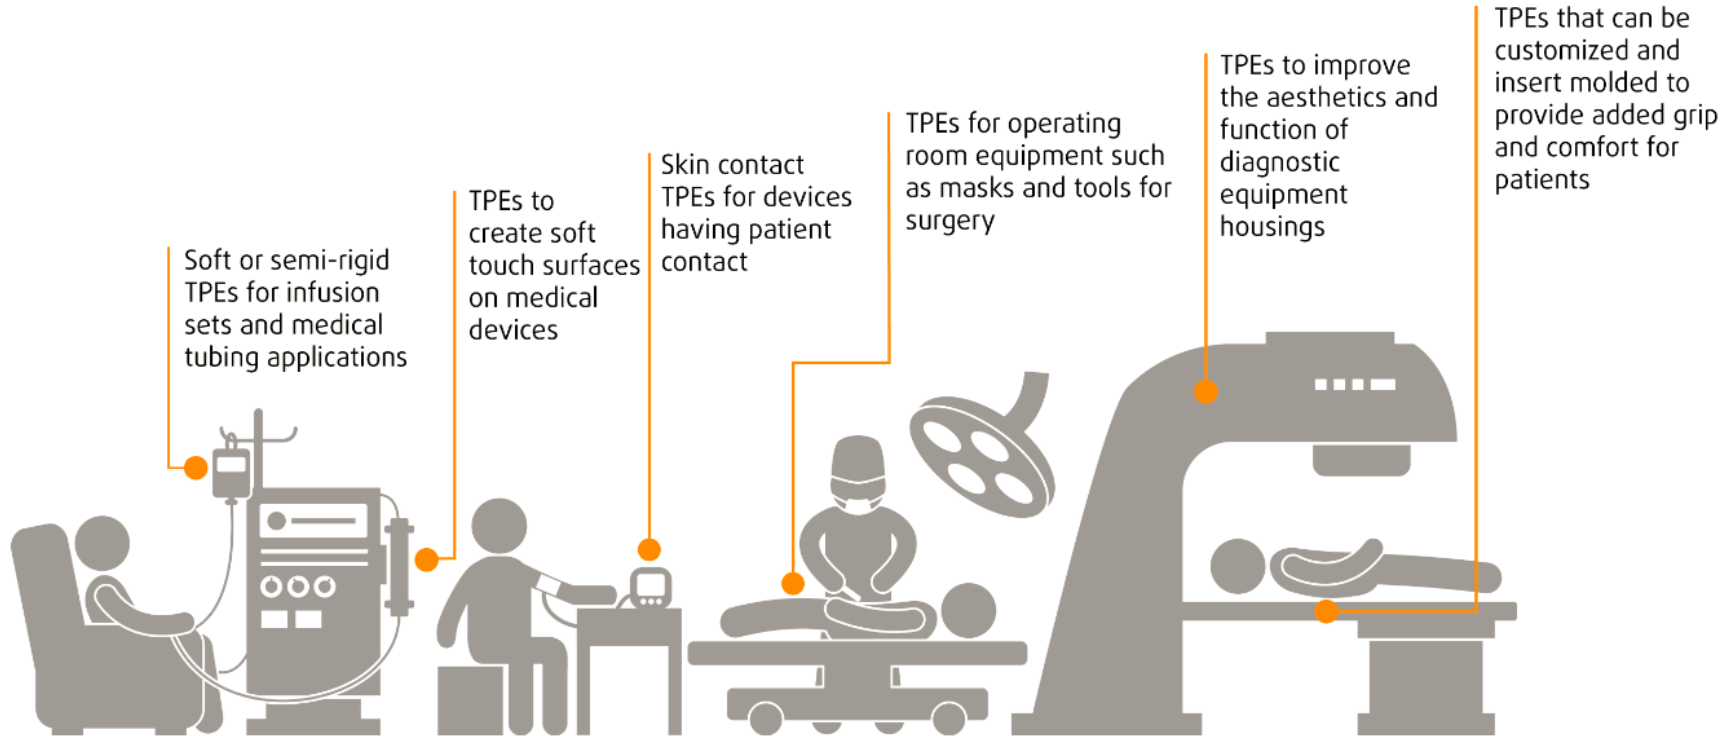 Soft or semi-rigid
TPEs for infusion
sets and medical
tubing applications
TPEs to
create soft
touch surfaces
on medical
devices
Skin contact
TPEs for devices
having patient
contact
TPEs for operating
room equipment such
as masks and tools for
surgery
TPEs to improve
the aesthetics and
function of
diagnostic
equipment
housings
TPEs that can be
customized and
insert molded to
provide added grip
and comfort for
patients